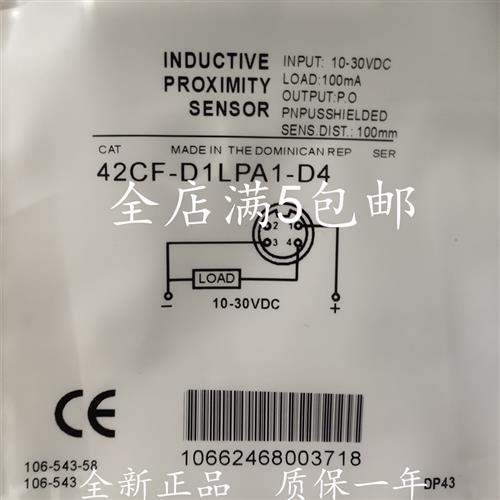 INDUCTIVE
PROXIMITY
SENSOR
INPUT: 10-30VDC
LOAD:100mA
OUTPUT:P.O
PNPUSSHIELDED
SENS.DIST.: 100mm
CAT MADE IN THE DOMINICAN REP SER
42CF-D1LPA1-D4
全店满5包邮
2 1
3 4
LOAD
- 10-30VDC +
CE
10662468003718
106-543-58
106-543
DP43
全新正品 质保一年